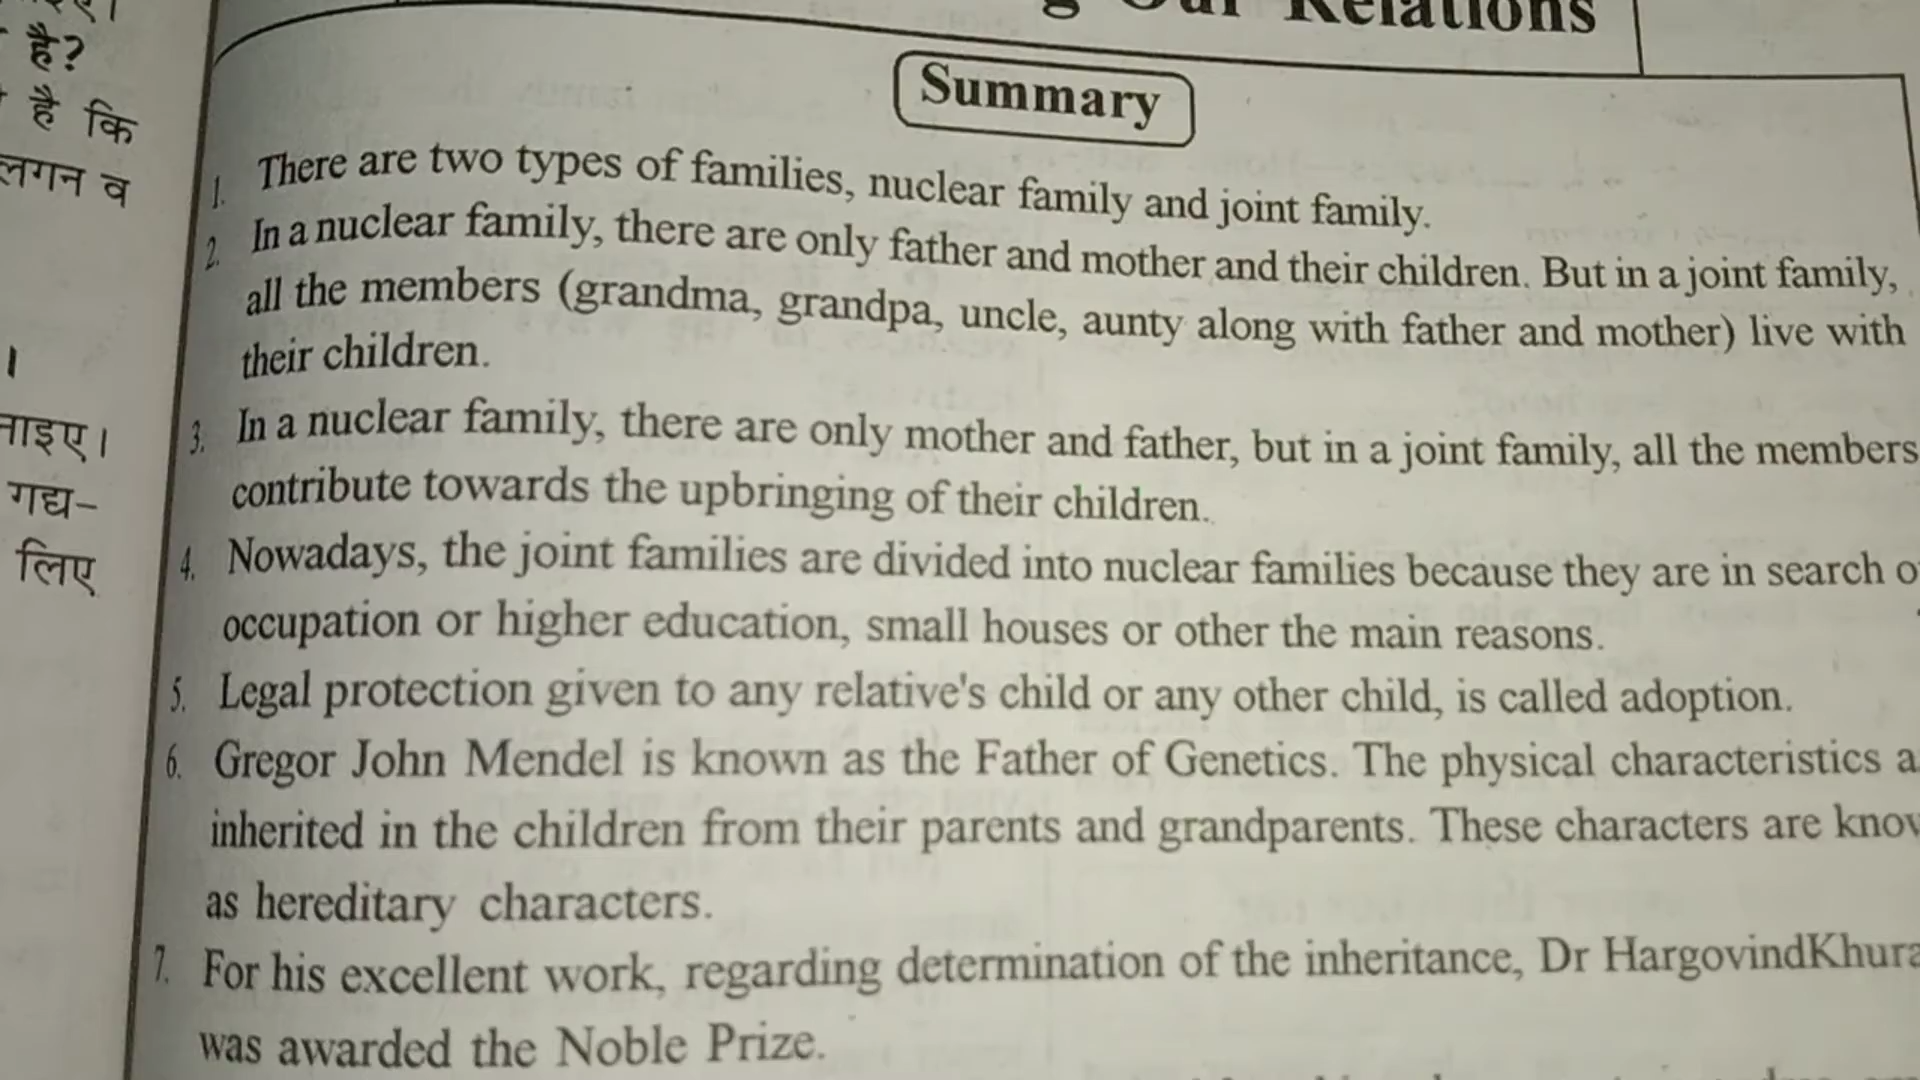 है?
है कि
लगन व
।
नाइए।
गद्य-
लिए
Our Relations
Summary
1. There are two types of families, nuclear family and joint family.
2. In a nuclear family, there are only father and mother and their children. But in a joint family,
all the members (grandma, grandpa, uncle, aunty along with father and mother) live with
their children.
3. In a nuclear family, there are only mother and father, but in a joint family, all the members
contribute towards the upbringing of their children.
4. Nowadays, the joint families are divided into nuclear families because they are in search
occupation or higher education, small houses or other the main reasons.
5. Legal protection given to any relative's child or any other child, is called adoption.
6. Gregor John Mendel is known as the Father of Genetics. The physical characteristics
inherited in the children from their parents and grandparents. These characters are
as hereditary characters.
7. For his excellent work, regarding determination of the inheritance, Dr
was awarded the Noble Prize.